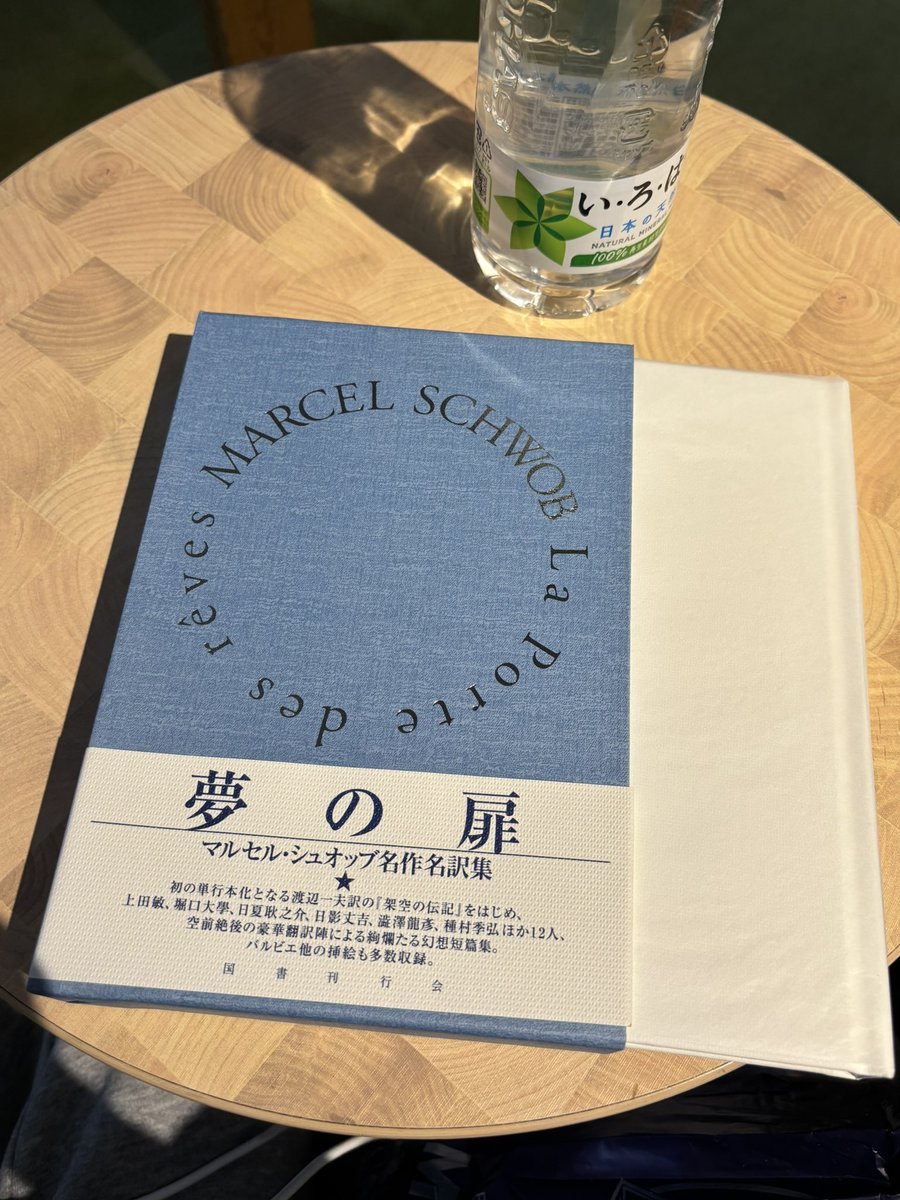 い・ろ・は
日本の天
NATURAL MINERA
100%
MARCEL SCHWOB La Porte des rêves
夢の扉
マルセル・シュオッブ名作名訳集
★
初の単行本化となる渡辺一夫訳の『架空の伝記』をはじめ、
上田敏、堀口大學、日夏耿之介、日影丈吉、澁澤龍彥、種村季弘ほか12人、
空前絶後の豪華翻訳陣による絢爛たる幻想短篇集。
バルビエ他の挿絵も多数収録。
国書刊行会